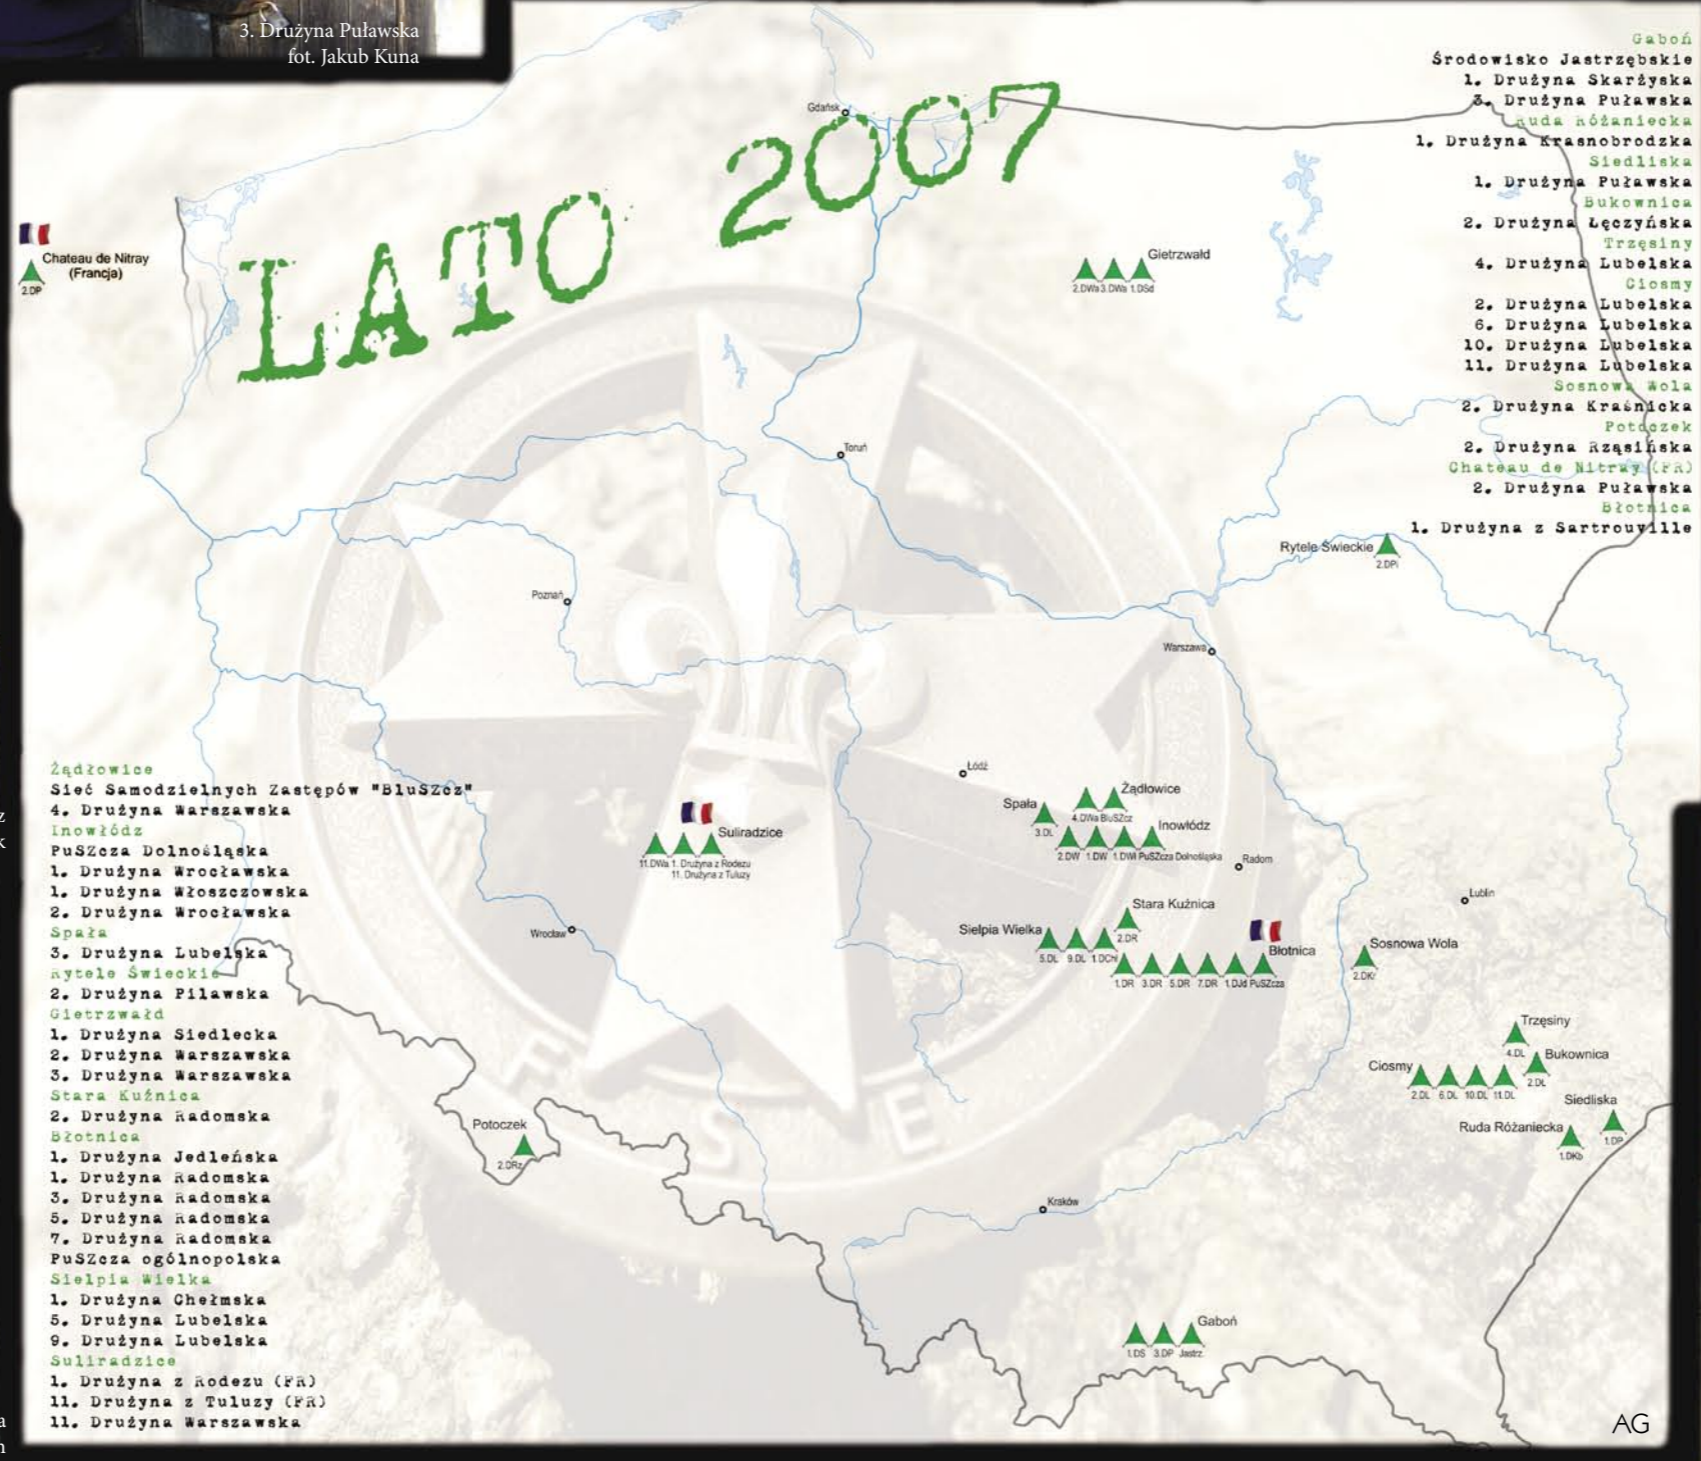 3. Drużyna Puławska
fot. Jakub Kuna
LATO 2007
Gaboń
Środowisko Jastrzębskie
1. Drużyna Skarżyska
3. Drużyna Puławska
Ruda Różaniecka
1. Drużyna Krasnobrodzka
Siedliska
1. Drużyna Puławska
Bukownica
2. Drużyna Łęczyńska
Trzęsiny
4. Drużyna Lubelska
Ciosmy
2. Drużyna Lubelska
6. Drużyna Lubelska
10. Drużyna Lubelska
11. Drużyna Lubelska
Sosnowa Wola
2. Drużyna Kraśnicka
Potoczek
2. Drużyna Rząsińska
Chateau de Nitray (FR)
2. Drużyna Puławska
Błotnica
1. Drużyna z Sartrouville
Chateau de Nitray
(Francja)
2.DP
Gdańsk
Gietrzwałd
2.DWa 3.DWa 1.DSd
Toruń
Rytele Świeckie
2.DPi
Poznań
Warszawa
Łódź
Spała
3.DL
Żądłowice
4.DWa BluSZcz
Inowłódz
2.DW 1.DW 1.DWł PuSZcza Dolnośląska
Radom
Suliradzice
11.DWa 1. Drużyna z Rodezu
11. Drużyna z Tuluzy
Lublin
Stara Kuźnica
2.DR
Sielpia Wielka
5.DL 9.DL 1.DCh
Błotnica
1.DR 3.DR 5.DR 7.DR 1.DJd PuSZcza
Sosnowa Wola
2.DKr
Wrocław
Trzęsiny
4.DL
Bukownica
2.DŁ
Ciosmy
2.DL 6.DL 10.DL 11.DL
Siedliska
1.DP
Ruda Różaniecka
1.DKb
Potoczek
2.DRz
Kraków
Gaboń
1.DS 3.DP Jastrz.
Żądłowice
Sieć Samodzielnych Zastępów "BluSZcz"
4. Drużyna Warszawska
Inowłódz
PuSZcza Dolnośląska
1. Drużyna Wrocławska
1. Drużyna Włoszczowska
2. Drużyna Wrocławska
Spała
3. Drużyna Lubelska
Rytele Świeckie
2. Drużyna Pilawska
Gietrzwałd
1. Drużyna Siedlecka
2. Drużyna Warszawska
3. Drużyna Warszawska
Stara Kuźnica
2. Drużyna Radomska
Błotnica
1. Drużyna Jedleńska
1. Drużyna Radomska
3. Drużyna Radomska
5. Drużyna Radomska
7. Drużyna Radomska
PuSZcza ogólnopolska
Sielpia Wielka
1. Drużyna Chełmska
5. Drużyna Lubelska
9. Drużyna Lubelska
Suliradzice
1. Drużyna z Rodezu (FR)
11. Drużyna z Tuluzy (FR)
11. Drużyna Warszawska
F S E
AG